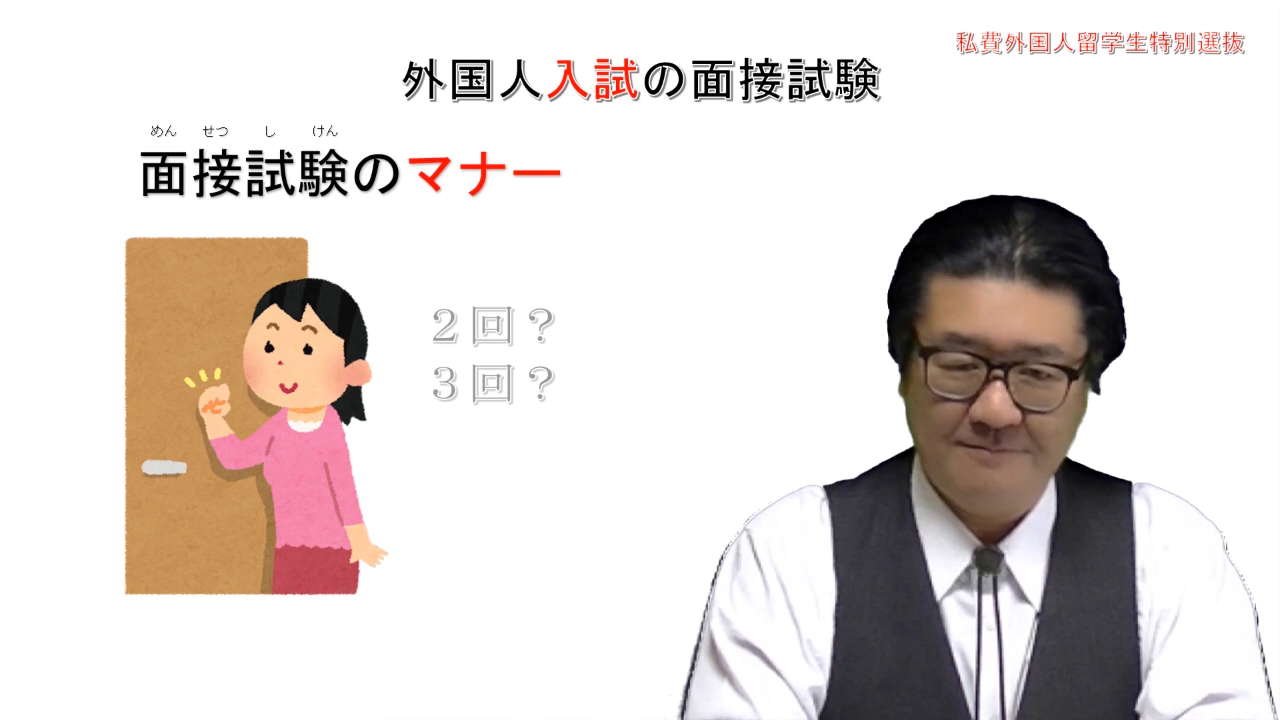 私費外国人留学生特別選抜
外国人入試の面接試験
めん せつ し けん
面接試験のマナー
２回？
３回？